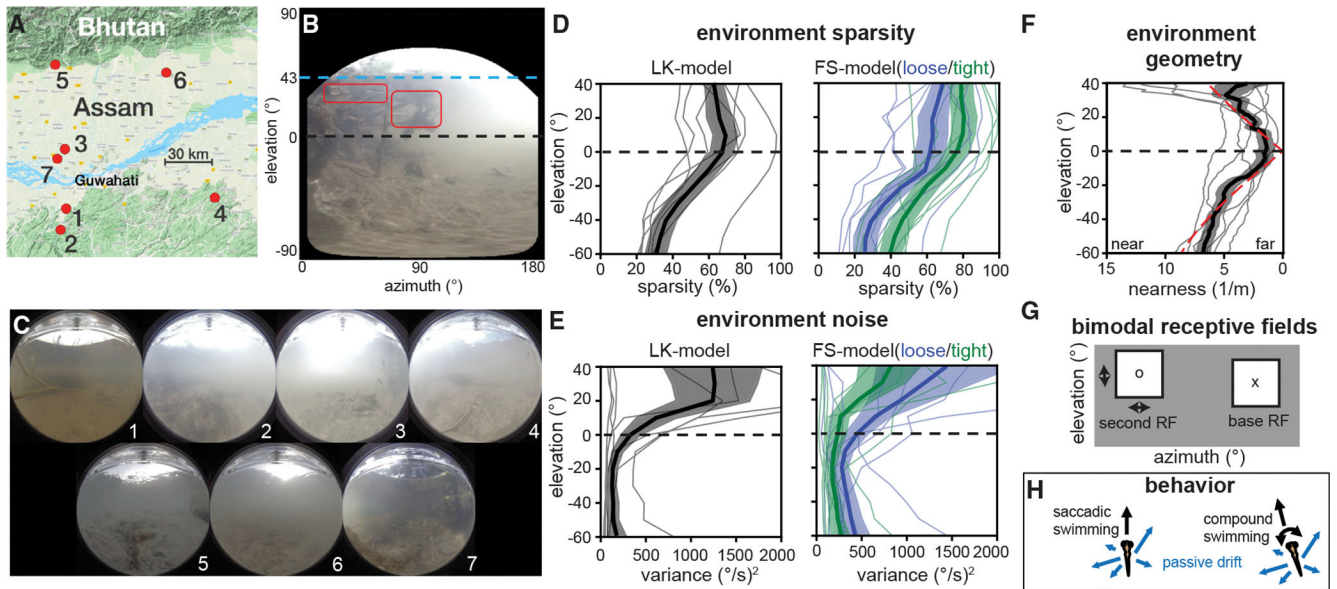 A
Bhutan
5
6
Assam
3
7
30 km
Guwahati
1
4
2
B
90
43
0
-90
elevation (°)
0
90
180
azimuth (°)
C
1
2
3
4
5
6
7
D
environment sparsity
LK-model
FS-model(loose/tight)
elevation (°)
40
20
0
-20
-40
-60
0
20
40
60
80
100
sparsity (%)
0
20
40
60
80
100
sparsity (%)
E
environment noise
LK-model
FS-model(loose/tight)
elevation (°)
40
20
0
-20
-40
-60
0
500
1000
1500
2000
variance (°/s)²
0
500
1000
1500
2000
variance (°/s)²
F
environment
geometry
elevation (°)
40
20
0
-20
-40
-60
near
far
15
10
5
0
nearness (1/m)
G
bimodal receptive fields
elevation (°)
o
x
second RF
base RF
azimuth (°)
H
behavior
saccadic
swimming
compound
swimming
passive drift